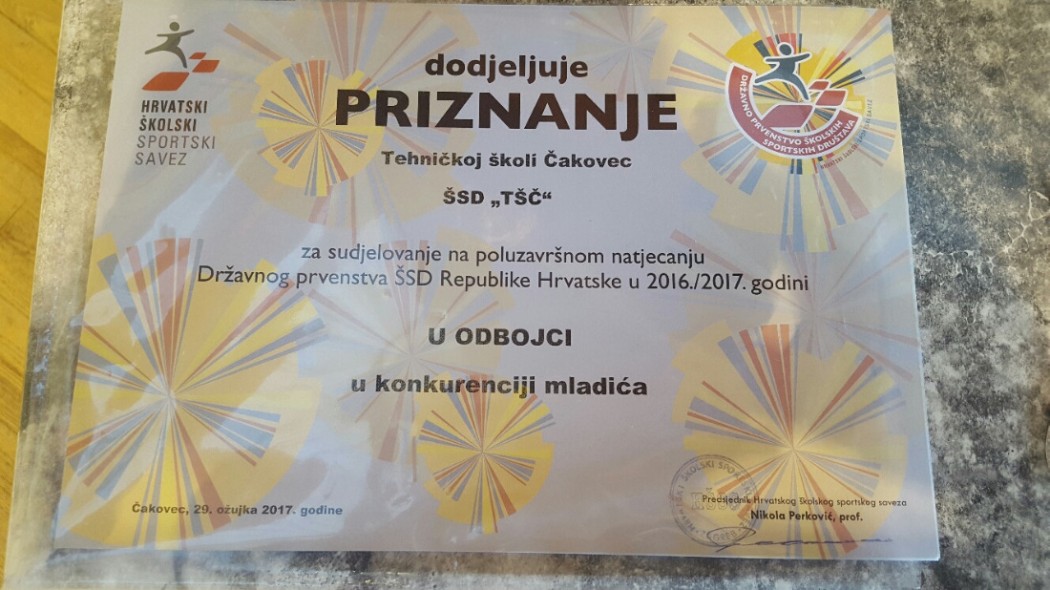 HRVATSKI
ŠKOLSKI
SPORTSKI
SAVEZ
dodjeljuje
PRIZNANJE
DRŽAVNO PRVENSTVO ŠKOLSKIH
SPORTSKIH DRUŠTAVA
Tehničkoj školi Čakovec
ŠSD „TŠČ“
za sudjelovanje na poluzavršnom natjecanju
Državnog prvenstva ŠSD Republike Hrvatske u 2016./2017. godini
U ODBOJCI
u konkurenciji mladića
Čakovec, 29. ožujka 2017. godine
Predsjednik Hrvatskog školskog sportskog saveza
Nikola Perković, prof.